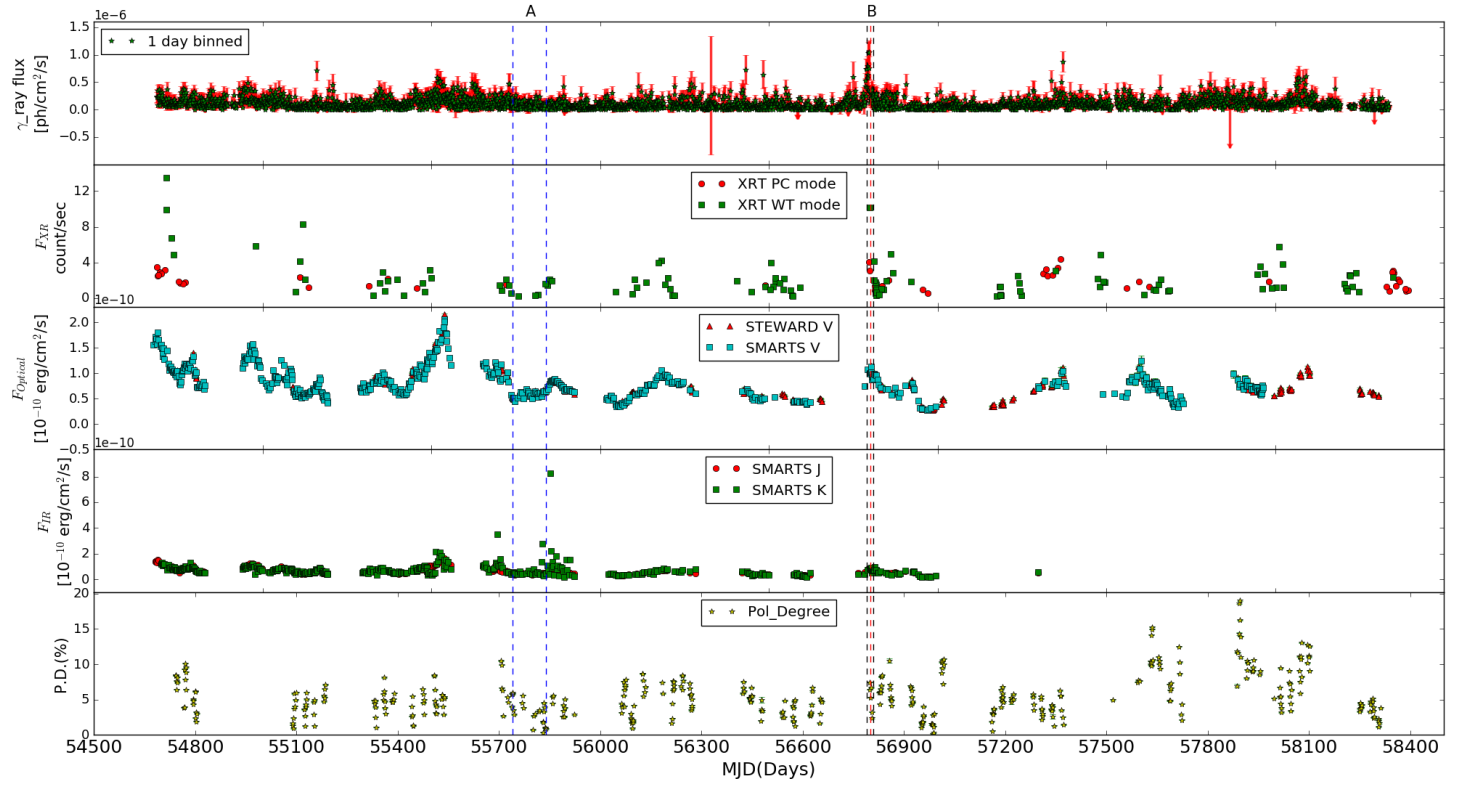 A B
1e−6
1.5
1.0
0.5
0.0
−0.5
γ_ray flux
[ph/cm²/s]
1 day binned
12
8
4
0
F_XR
count/sec
XRT PC mode
XRT WT mode
1e−10
2.0
1.5
1.0
0.5
0.0
−0.5
F_Optical
[10⁻¹⁰ erg/cm²/s]
STEWARD V
SMARTS V
1e−10
8
6
4
2
0
F_IR
[10⁻¹⁰ erg/cm²/s]
SMARTS J
SMARTS K
20
15
10
5
0
P.D.(%)
Pol_Degree
54500 54800 55100 55400 55700 56000 56300 56600 56900 57200 57500 57800 58100 58400
MJD(Days)